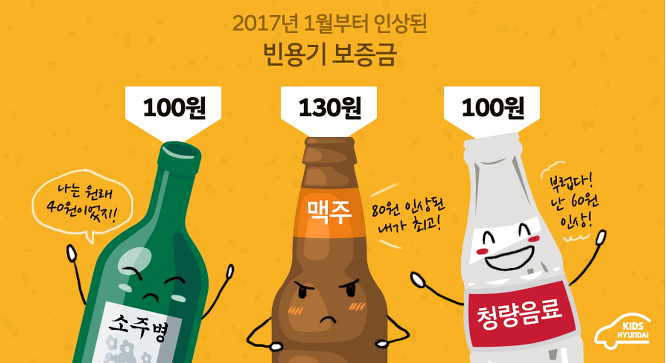 2017년 1월부터 인상된
빈용기 보증금
100원
130원
100원
나는 원래
40원이었지!
맥주
80원 인상된
내가 최고!
부럽다!
난 60원
인상!
소주병
청량음료
KIDS
HYUNDAI